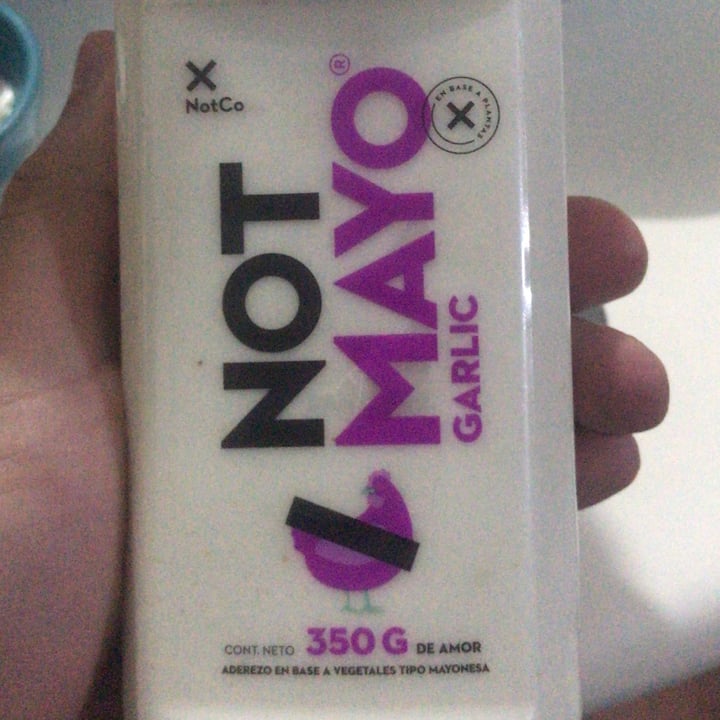 NotCo
EN BASE A PLANTAS
NOT
MAYO®
GARLIC
CONT. NETO 350 G DE AMOR
ADEREZO EN BASE A VEGETALES TIPO MAYONESA